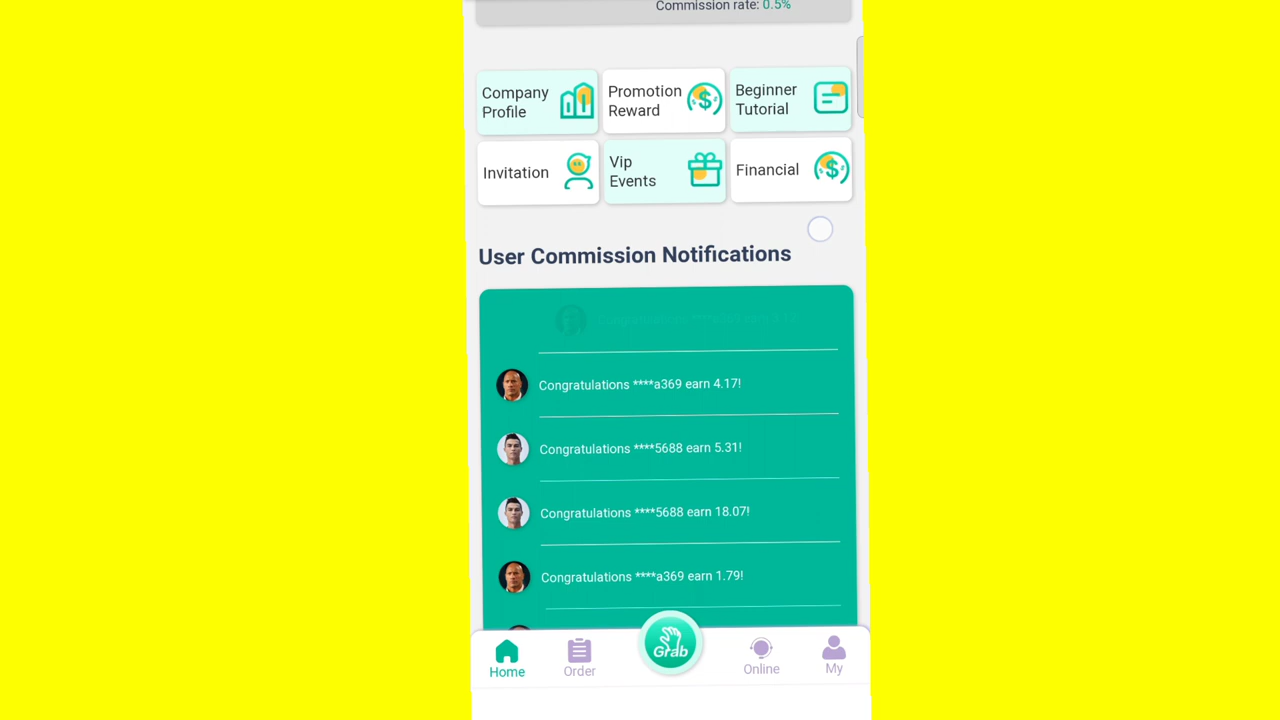 Commission rate: 0.5%
Company Profile
Promotion Reward
Beginner Tutorial
Invitation
Vip Events
Financial
User Commission Notifications
Congratulations ****a369 earn 4.17!
Congratulations ****5688 earn 5.31!
Congratulations ****5688 earn 18.07!
Congratulations ****a369 earn 1.79!
Home
Order
Grab
Online
My